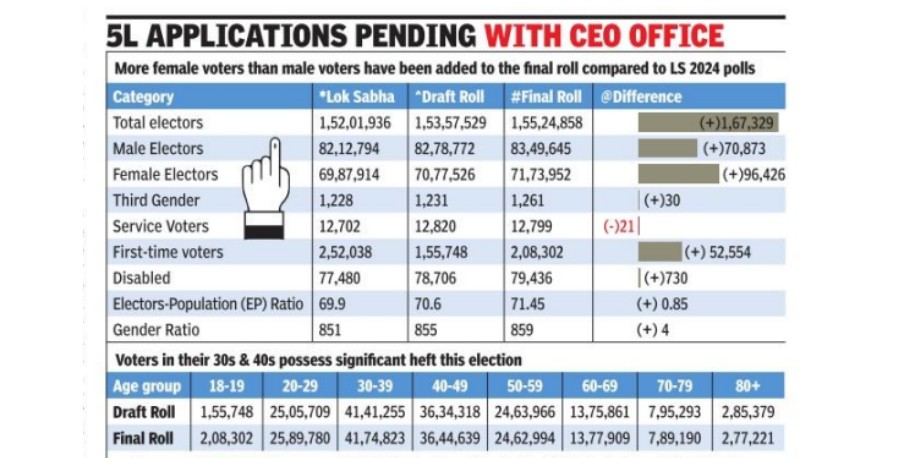 5L APPLICATIONS PENDING WITH CEO OFFICE
More female voters than male voters have been added to the final roll compared to LS 2024 polls
Category *Lok Sabha ^Draft Roll #Final Roll @Difference
Total electors 1,52,01,936 1,53,57,529 1,55,24,858 (+)1,67,329
Male Electors 82,12,794 82,78,772 83,49,645 (+)70,873
Female Electors 69,87,914 70,77,526 71,73,952 (+)96,426
Third Gender 1,228 1,231 1,261 (+)30
Service Voters 12,702 12,820 12,799 (-)21
First-time voters 2,52,038 1,55,748 2,08,302 (+) 52,554
Disabled 77,480 78,706 79,436 (+)730
Electors-Population (EP) Ratio 69.9 70.6 71.45 (+) 0.85
Gender Ratio 851 855 859 (+) 4
Voters in their 30s & 40s possess significant heft this election
Age group 18-19 20-29 30-39 40-49 50-59 60-69 70-79 80+
Draft Roll 1,55,748 25,05,709 41,41,255 36,34,318 24,63,966 13,75,861 7,95,293 2,85,379
Final Roll 2,08,302 25,89,780 41,74,823 36,44,639 24,62,994 13,77,909 7,89,190 2,77,221